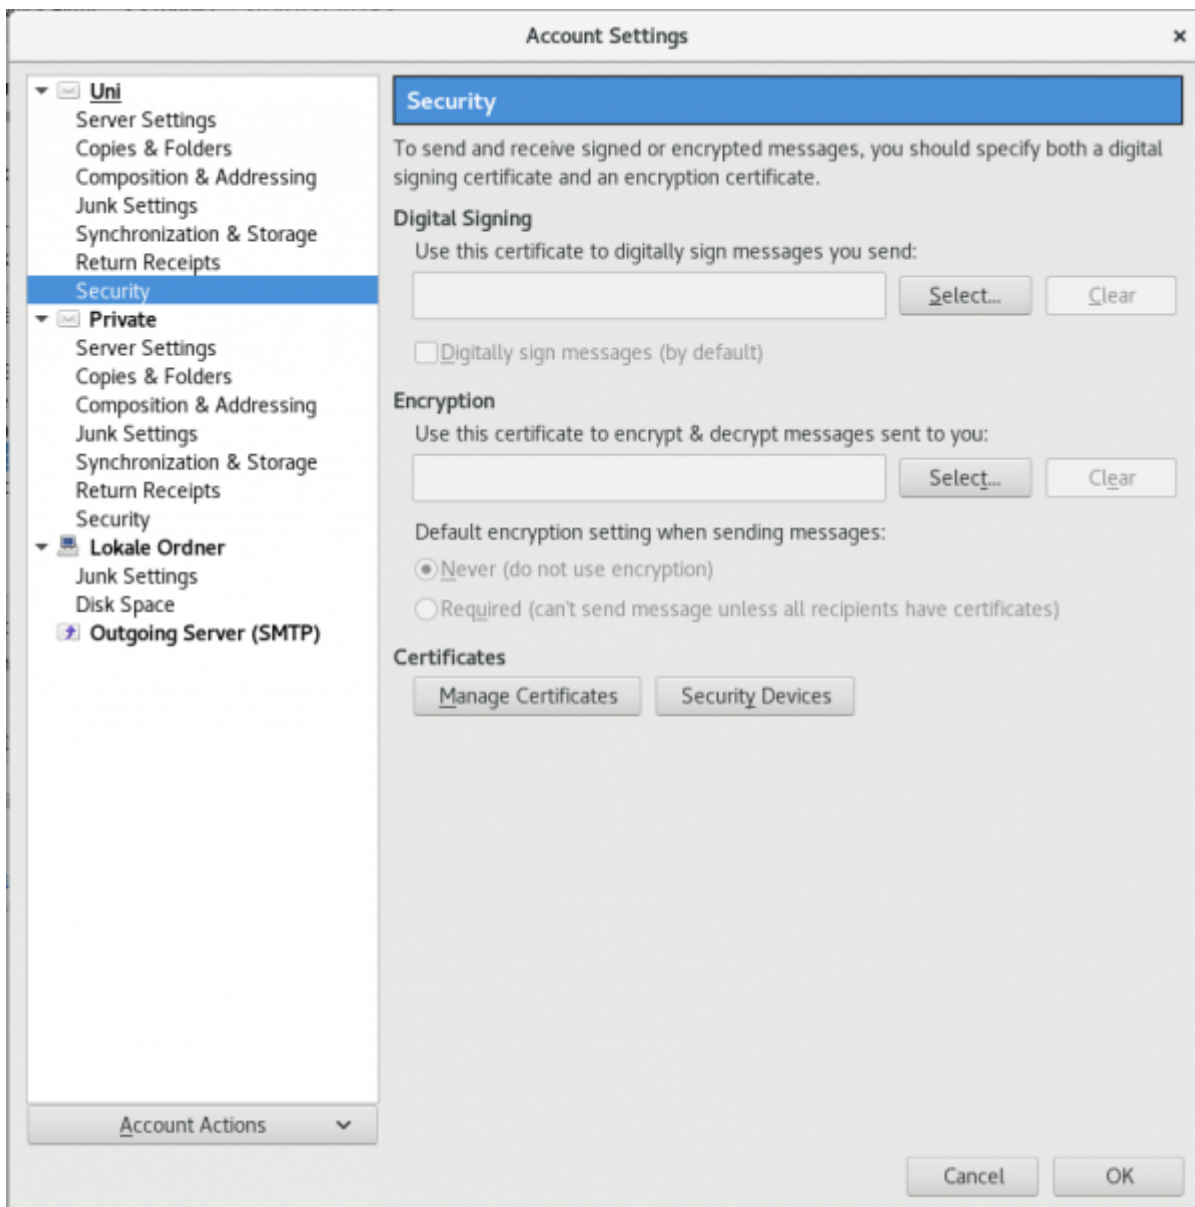 Account Settings
Uni
Server Settings
Copies & Folders
Composition & Addressing
Junk Settings
Synchronization & Storage
Return Receipts
Security
Private
Server Settings
Copies & Folders
Composition & Addressing
Junk Settings
Synchronization & Storage
Return Receipts
Security
Lokale Ordner
Junk Settings
Disk Space
Outgoing Server (SMTP)
Account Actions
Security
To send and receive signed or encrypted messages, you should specify both a digital
signing certificate and an encryption certificate.
Digital Signing
Use this certificate to digitally sign messages you send:
Select... Clear
Digitally sign messages (by default)
Encryption
Use this certificate to encrypt & decrypt messages sent to you:
Select... Clear
Default encryption setting when sending messages:
Never (do not use encryption)
Required (can't send message unless all recipients have certificates)
Certificates
Manage Certificates Security Devices
Cancel OK